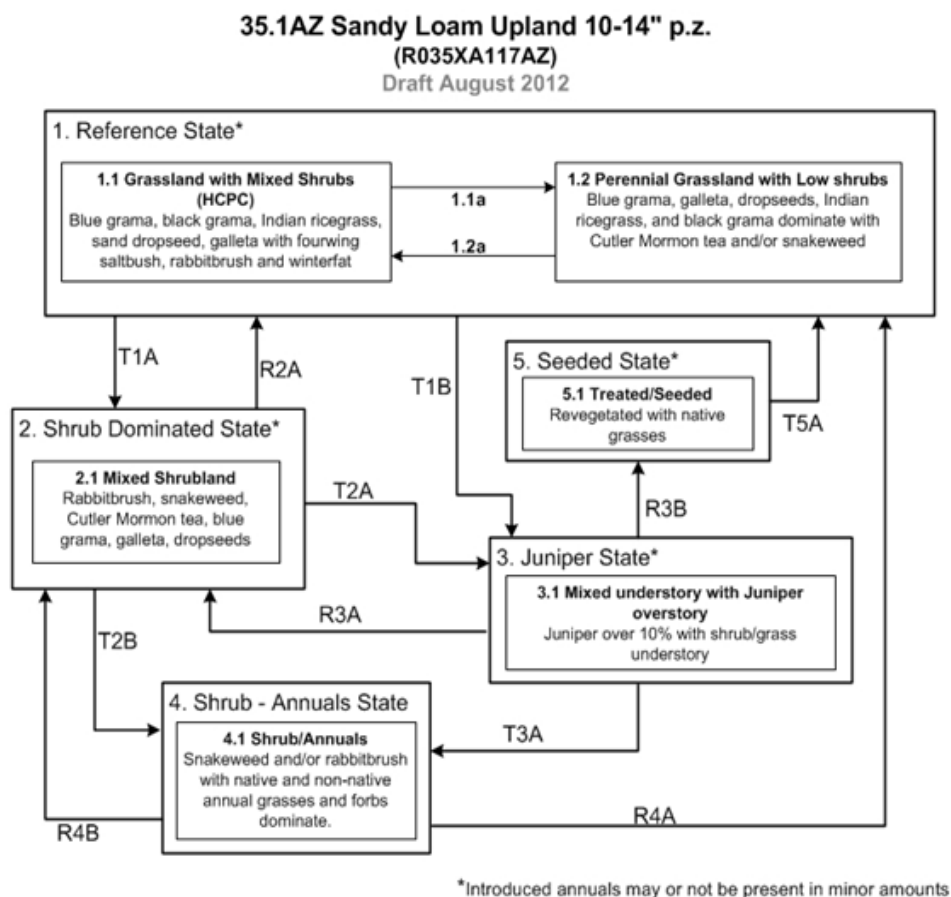 35.1AZ Sandy Loam Upland 10-14" p.z.
(R035XA117AZ)
Draft August 2012
1. Reference State*
1.1 Grassland with Mixed Shrubs
(HCPC)
Blue grama, black grama, Indian ricegrass,
sand dropseed, galleta with fourwing
saltbush, rabbitbrush and winterfat
1.1a
1.2a
1.2 Perennial Grassland with Low shrubs
Blue grama, galleta, dropseeds, Indian
ricegrass, and black grama dominate with
Cutler Mormon tea and/or snakeweed
T1A
R2A
T1B
5. Seeded State*
5.1 Treated/Seeded
Revegetated with native
grasses
T5A
2. Shrub Dominated State*
2.1 Mixed Shrubland
Rabbitbrush, snakeweed,
Cutler Mormon tea, blue
grama, galleta, dropseeds
T2A
R3B
3. Juniper State*
3.1 Mixed understory with Juniper
overstory
Juniper over 10% with shrub/grass
understory
R3A
T2B
4. Shrub - Annuals State
4.1 Shrub/Annuals
Snakeweed and/or rabbitbrush
with native and non-native
annual grasses and forbs
dominate.
T3A
R4B
R4A
*Introduced annuals may or not be present in minor amounts